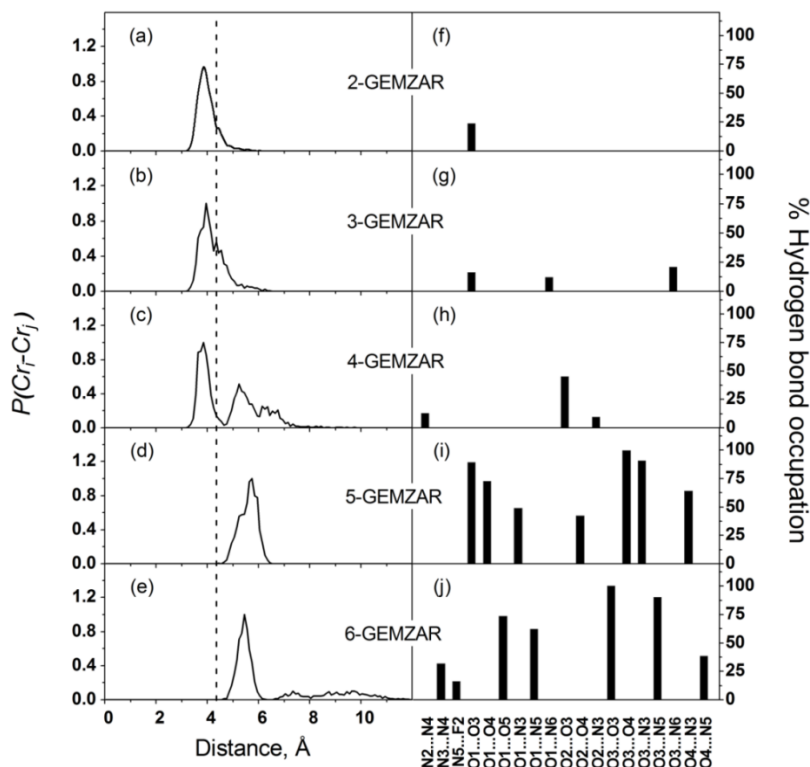 P(Cri-Crj)
% Hydrogen bond occupation
(a)
(f)
2-GEMZAR
1.2
0.8
0.4
100
75
50
25
0
(b)
(g)
3-GEMZAR
1.2
0.8
0.4
0.0
100
75
50
25
0
(c)
(h)
4-GEMZAR
1.2
0.8
0.4
0.0
100
75
50
25
0
(d)
(i)
5-GEMZAR
1.2
0.8
0.4
0.0
100
75
50
25
0
(e)
(j)
6-GEMZAR
1.2
0.8
0.4
0.0
100
75
50
25
0
0 2 4 6 8 10
Distance, Å
N2...N4
N3...N4
N5...F2
O1...O3
O1...O4
O1...O5
O1...N3
O1...N5
O1...N6
O2...O3
O2...O4
O2...N3
O3...O3
O3...O4
O3...N3
O3...N5
O3...N6
O4...N3
O4...N5